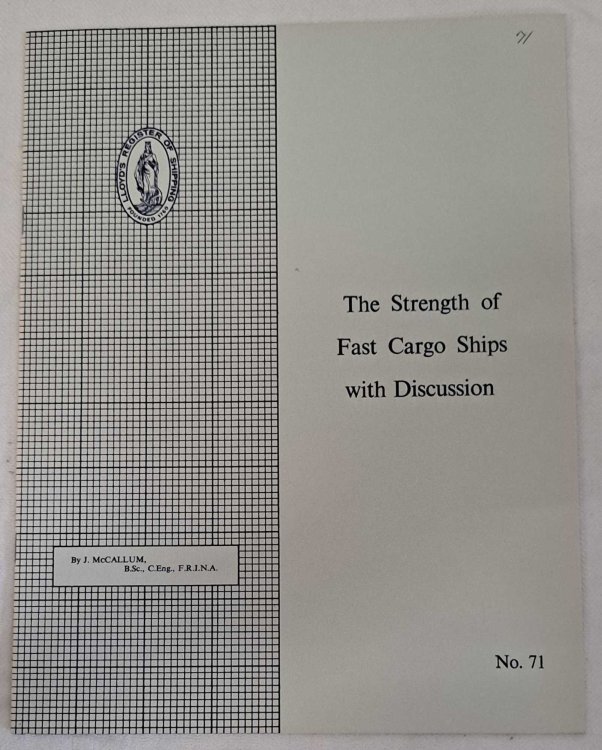 71
LLOYD'S REGISTER OF SHIPPING
FOUNDED 1760
The Strength of
Fast Cargo Ships
with Discussion
By J. McCALLUM,
B.Sc., C.Eng., F.R.I.N.A.
No. 71